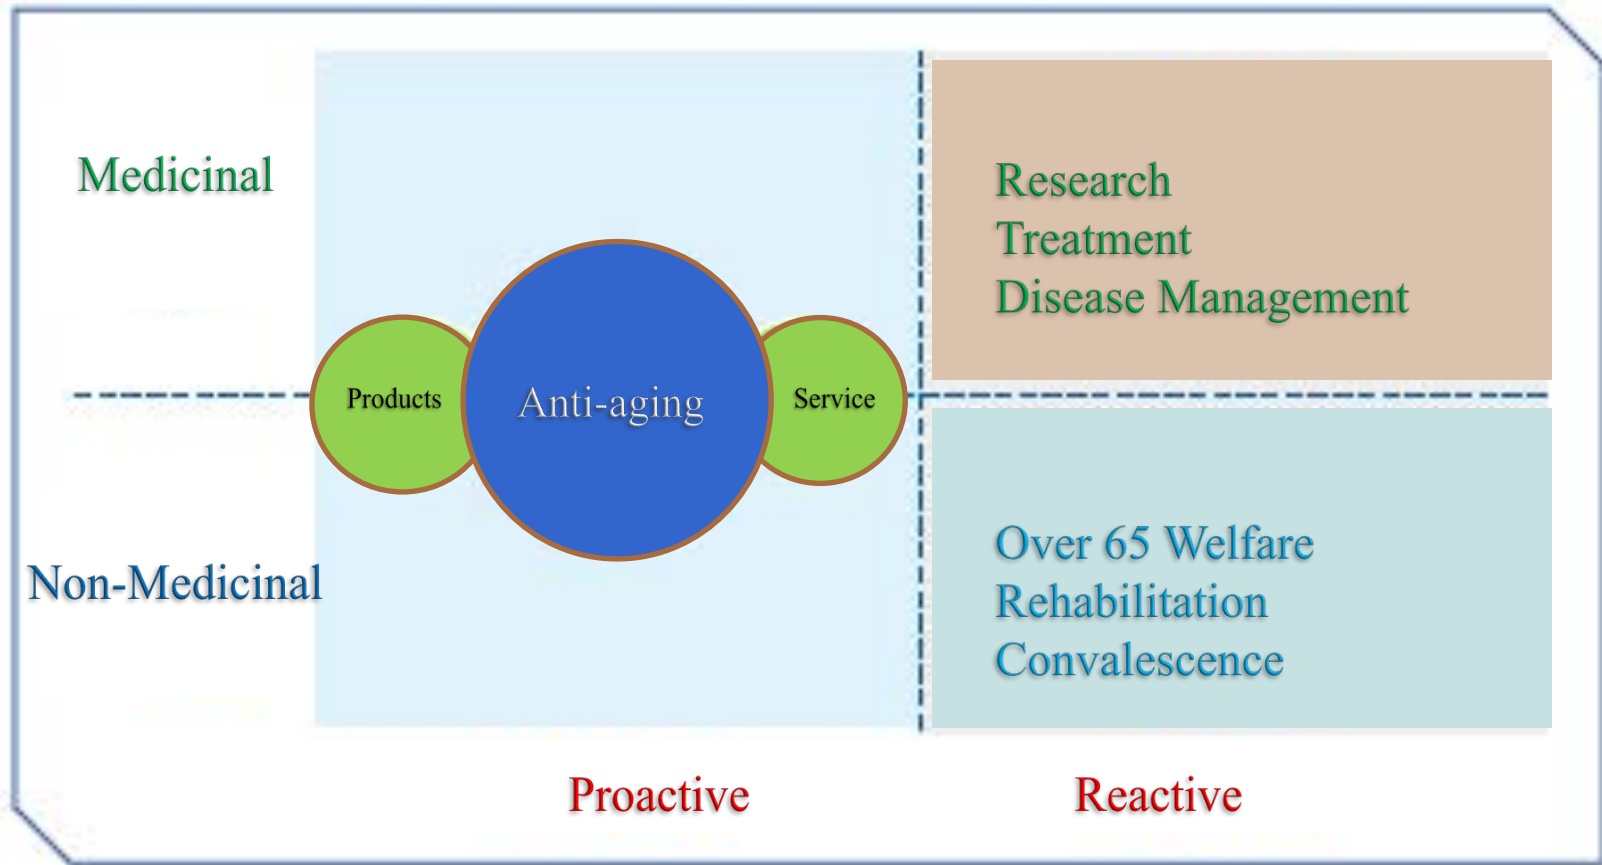 Medicinal
Research
Treatment
Disease Management
Products
Anti-aging
Service
Non-Medicinal
Over 65 Welfare
Rehabilitation
Convalescence
Proactive
Reactive